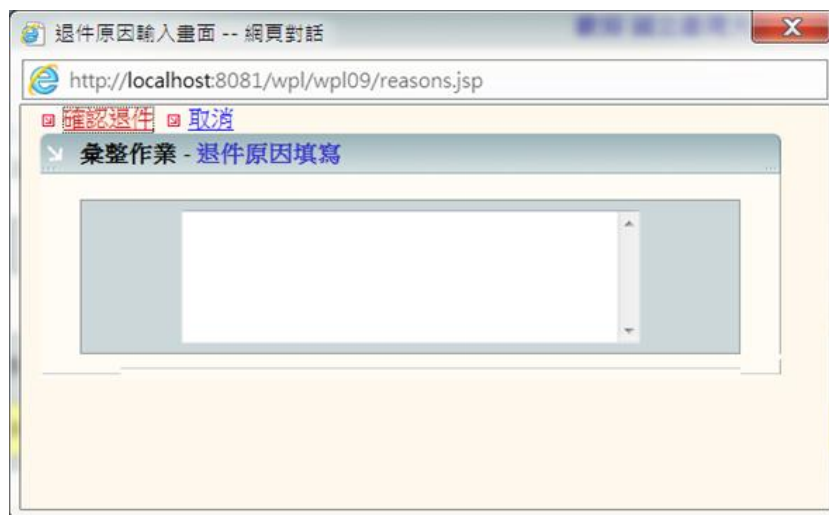 退件原因輸入畫面 -- 網頁對話
X
http://localhost:8081/wpl/wpl09/reasons.jsp
確認退件 取消
彙整作業 - 退件原因填寫